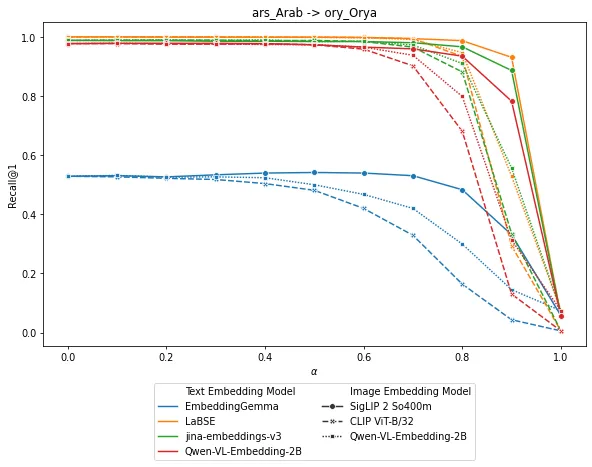 ars_Arab -> ory_Orya
Recall@1
1.0
0.8
0.6
0.4
0.2
0.0
0.0 0.2 0.4 0.6 0.8 1.0
α
Text Embedding Model
EmbeddingGemma
LaBSE
jina-embeddings-v3
Qwen-VL-Embedding-2B
Image Embedding Model
SigLIP 2 So400m
CLIP ViT-B/32
Qwen-VL-Embedding-2B